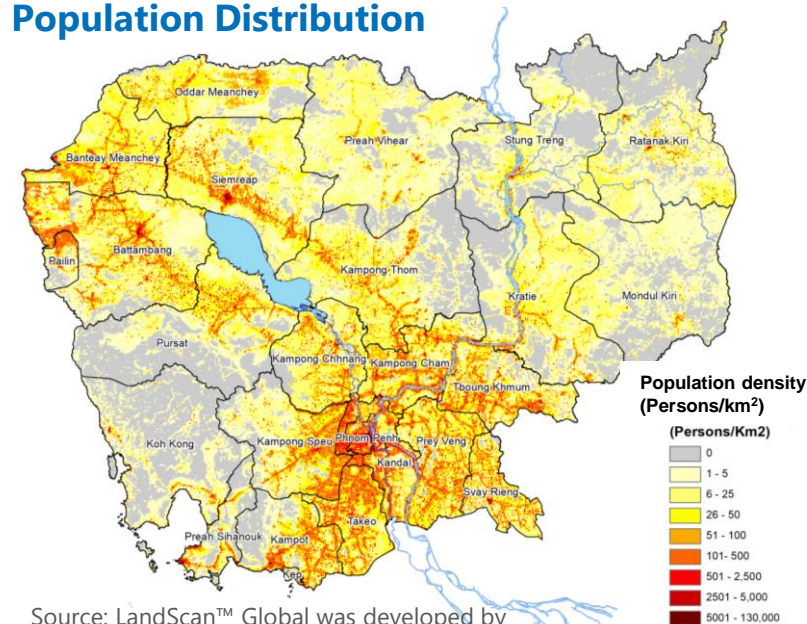 Population Distribution
Oddar Meanchey
Preah Vihear
Stung Treng
Ratanak Kiri
Banteay Meanchey
Siemreap
Battambang
Pailin
Kampong Thom
Kratie
Mondul Kiri
Pursat
Kampong Chhnang
Kampong Cham
Tboung Khmum
Koh Kong
Kampong Speu
Phnom Penh
Prey Veng
Kandal
Svay Rieng
Takeo
Preah Sihanouk
Kampot
Kep
Population density
(Persons/km²)
(Persons/Km2)
0
1 - 5
6 - 25
26 - 50
51 - 100
101- 500
501 - 2,500
2501 - 5,000
5001 - 130,000
Source: LandScan™ Global was developed by